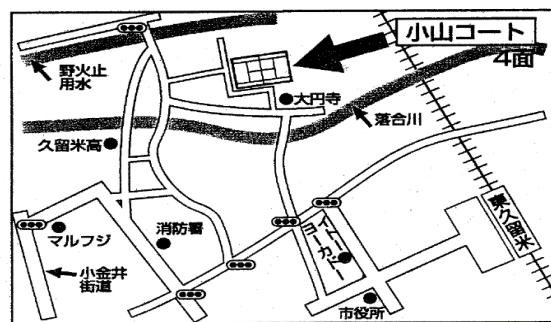 小山コート
4面
野火止
用水
大円寺
落合川
久留米高
マルフジ
消防署
イトー
ヨーカドー
東久留米
小金井
街道
市役所